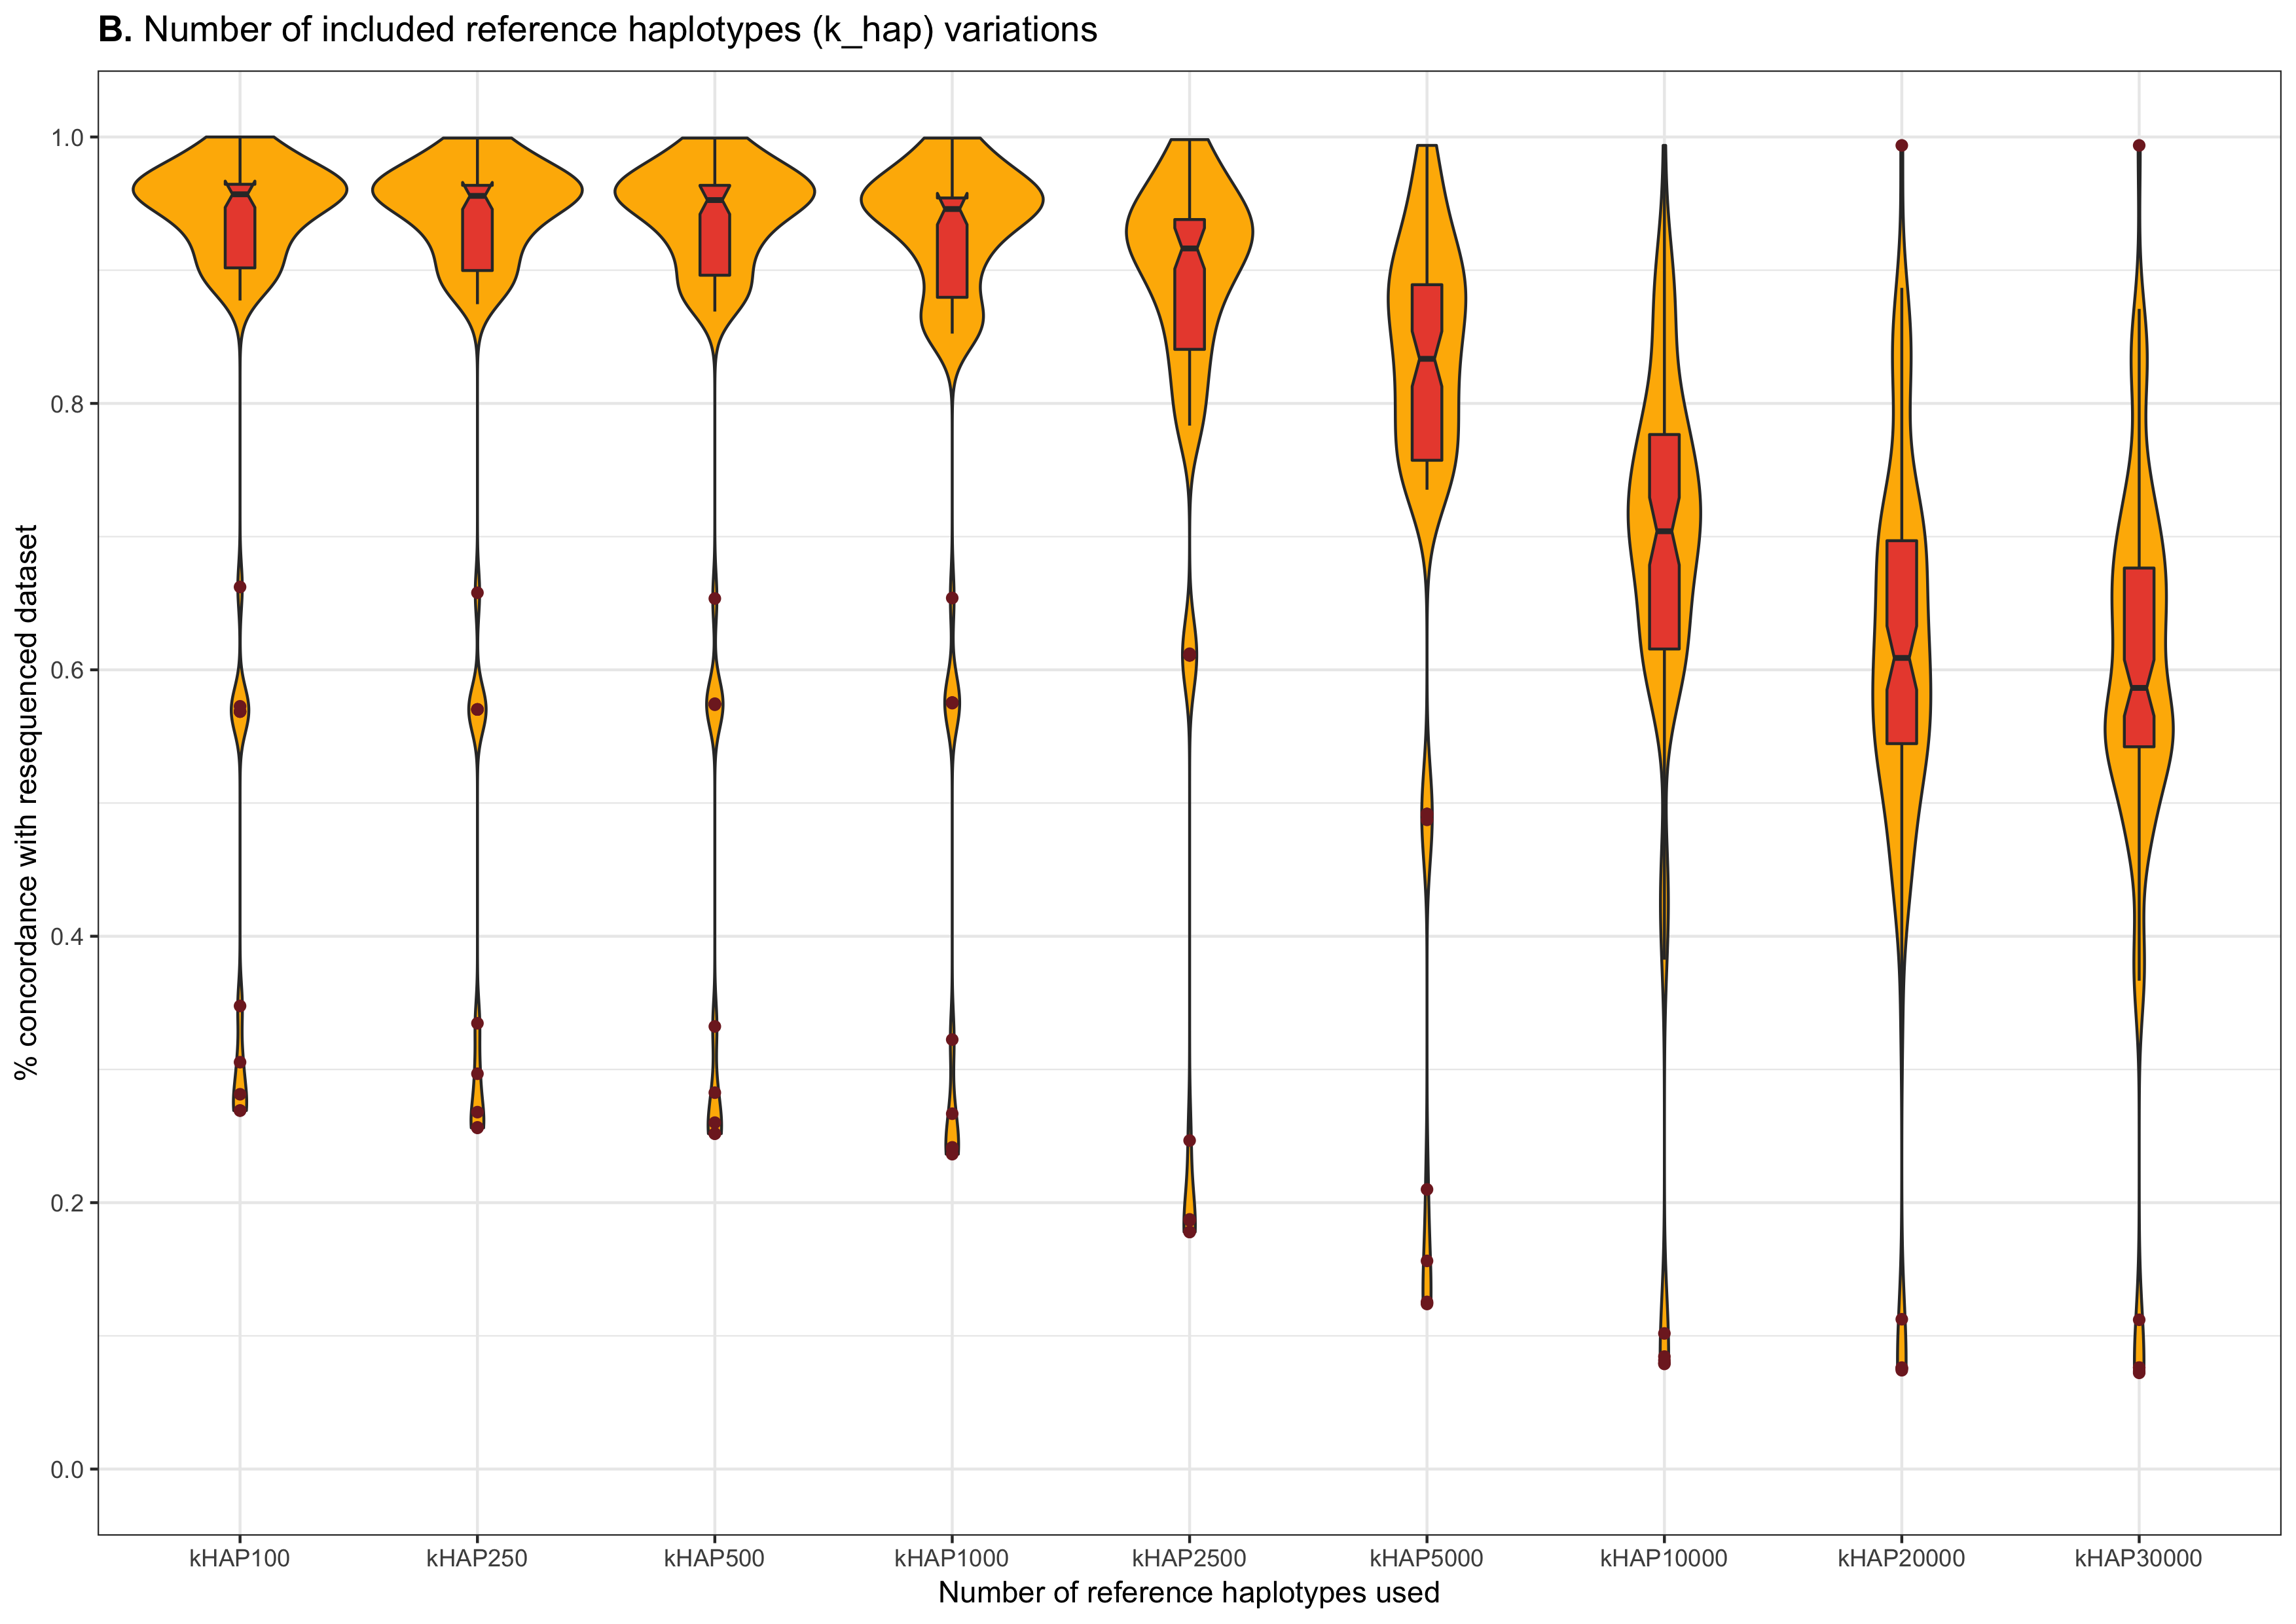 B. Number of included reference haplotypes (k_hap) variations
% concordance with resequenced dataset
1.0
0.8
0.6
0.4
0.2
0.0
kHAP100 kHAP250 kHAP500 kHAP1000 kHAP2500 kHAP5000 kHAP10000 kHAP20000 kHAP30000
Number of reference haplotypes used